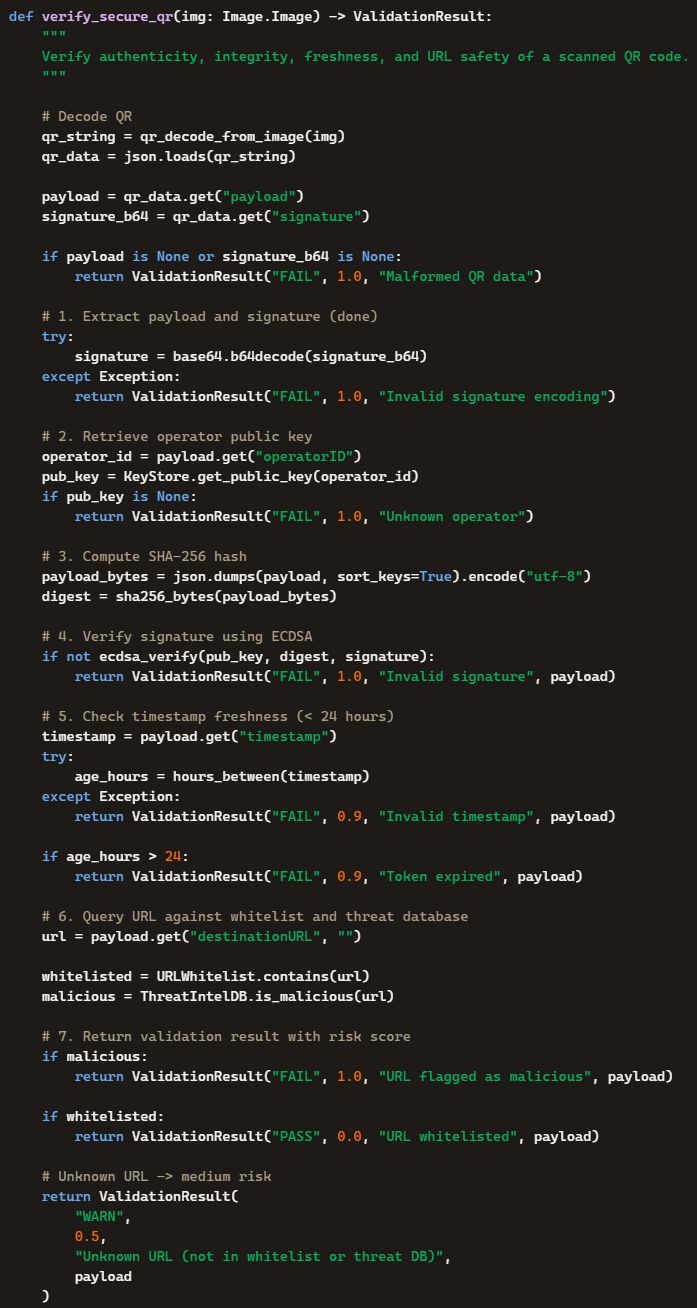 def verify_secure_qr(img: Image.Image) -> ValidationResult:
    """
    Verify authenticity, integrity, freshness, and URL safety of a scanned QR code.
    """

    # Decode QR
    qr_string = qr_decode_from_image(img)
    qr_data = json.loads(qr_string)

    payload = qr_data.get("payload")
    signature_b64 = qr_data.get("signature")

    if payload is None or signature_b64 is None:
        return ValidationResult("FAIL", 1.0, "Malformed QR data")

    # 1. Extract payload and signature (done)
    try:
        signature = base64.b64decode(signature_b64)
    except Exception:
        return ValidationResult("FAIL", 1.0, "Invalid signature encoding")

    # 2. Retrieve operator public key
    operator_id = payload.get("operatorID")
    pub_key = KeyStore.get_public_key(operator_id)
    if pub_key is None:
        return ValidationResult("FAIL", 1.0, "Unknown operator")

    # 3. Compute SHA-256 hash
    payload_bytes = json.dumps(payload, sort_keys=True).encode("utf-8")
    digest = sha256_bytes(payload_bytes)

    # 4. Verify signature using ECDSA
    if not ecdsa_verify(pub_key, digest, signature):
        return ValidationResult("FAIL", 1.0, "Invalid signature", payload)

    # 5. Check timestamp freshness (< 24 hours)
    timestamp = payload.get("timestamp")
    try:
        age_hours = hours_between(timestamp)
    except Exception:
        return ValidationResult("FAIL", 0.9, "Invalid timestamp", payload)

    if age_hours > 24:
        return ValidationResult("FAIL", 0.9, "Token expired", payload)

    # 6. Query URL against whitelist and threat database
    url = payload.get("destinationURL", "")

    whitelisted = URLWhitelist.contains(url)
    malicious = ThreatIntelDB.is_malicious(url)

    # 7. Return validation result with risk score
    if malicious:
        return ValidationResult("FAIL", 1.0, "URL flagged as malicious", payload)

    if whitelisted:
        return ValidationResult("PASS", 0.0, "URL whitelisted", payload)

    # Unknown URL -> medium risk
    return ValidationResult(
        "WARN",
        0.5,
        "Unknown URL (not in whitelist or threat DB)",
        payload
    )